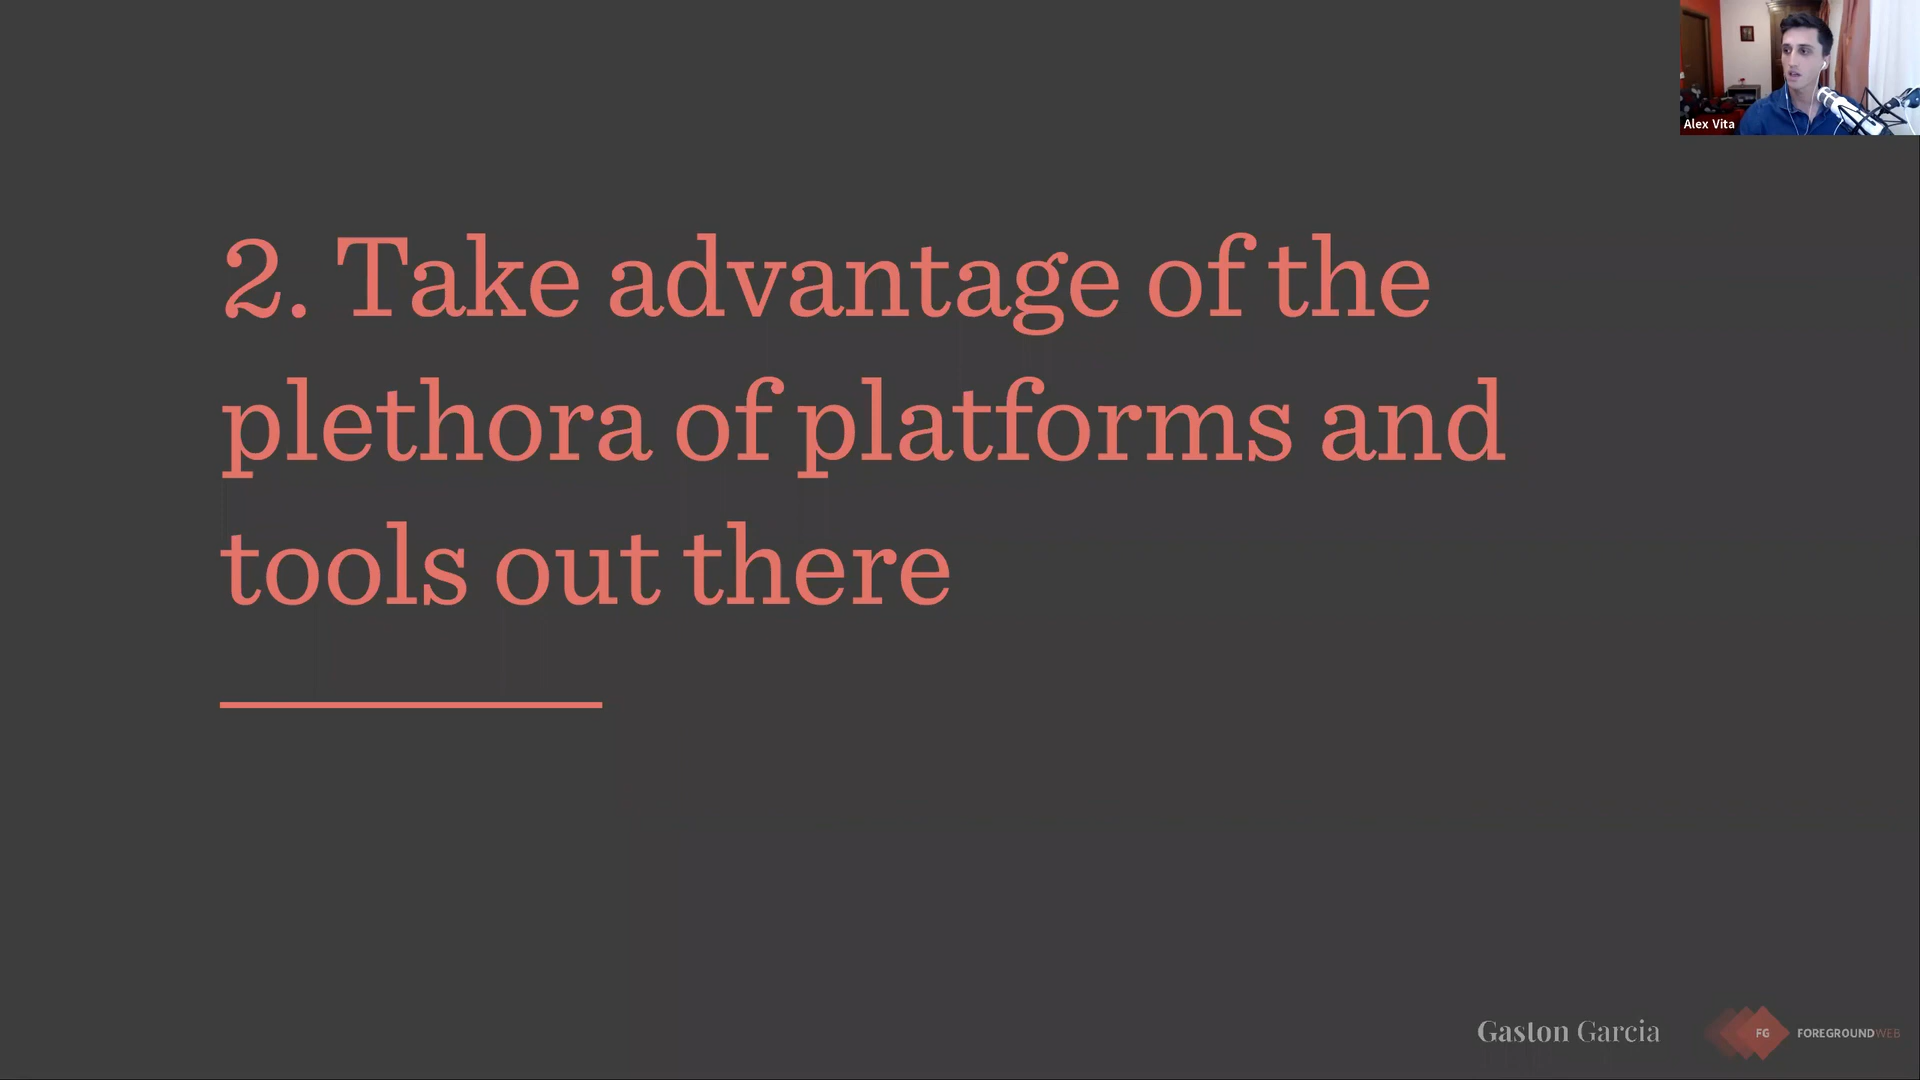 Alex Vita
2. Take advantage of the
plethora of platforms and
tools out there
Gaston Garcia
FG FOREGROUNDWEB